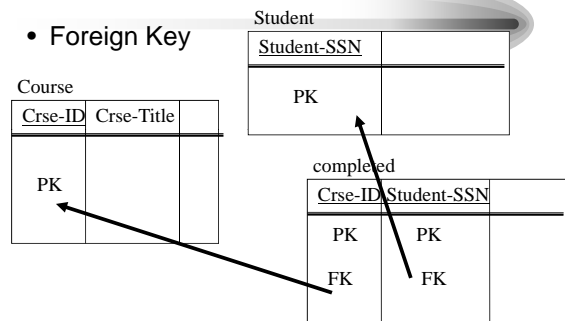 • Foreign Key
Student
Student-SSN
PK
Course
Crse-ID Crse-Title
PK
completed
Crse-ID Student-SSN
PK PK
FK FK